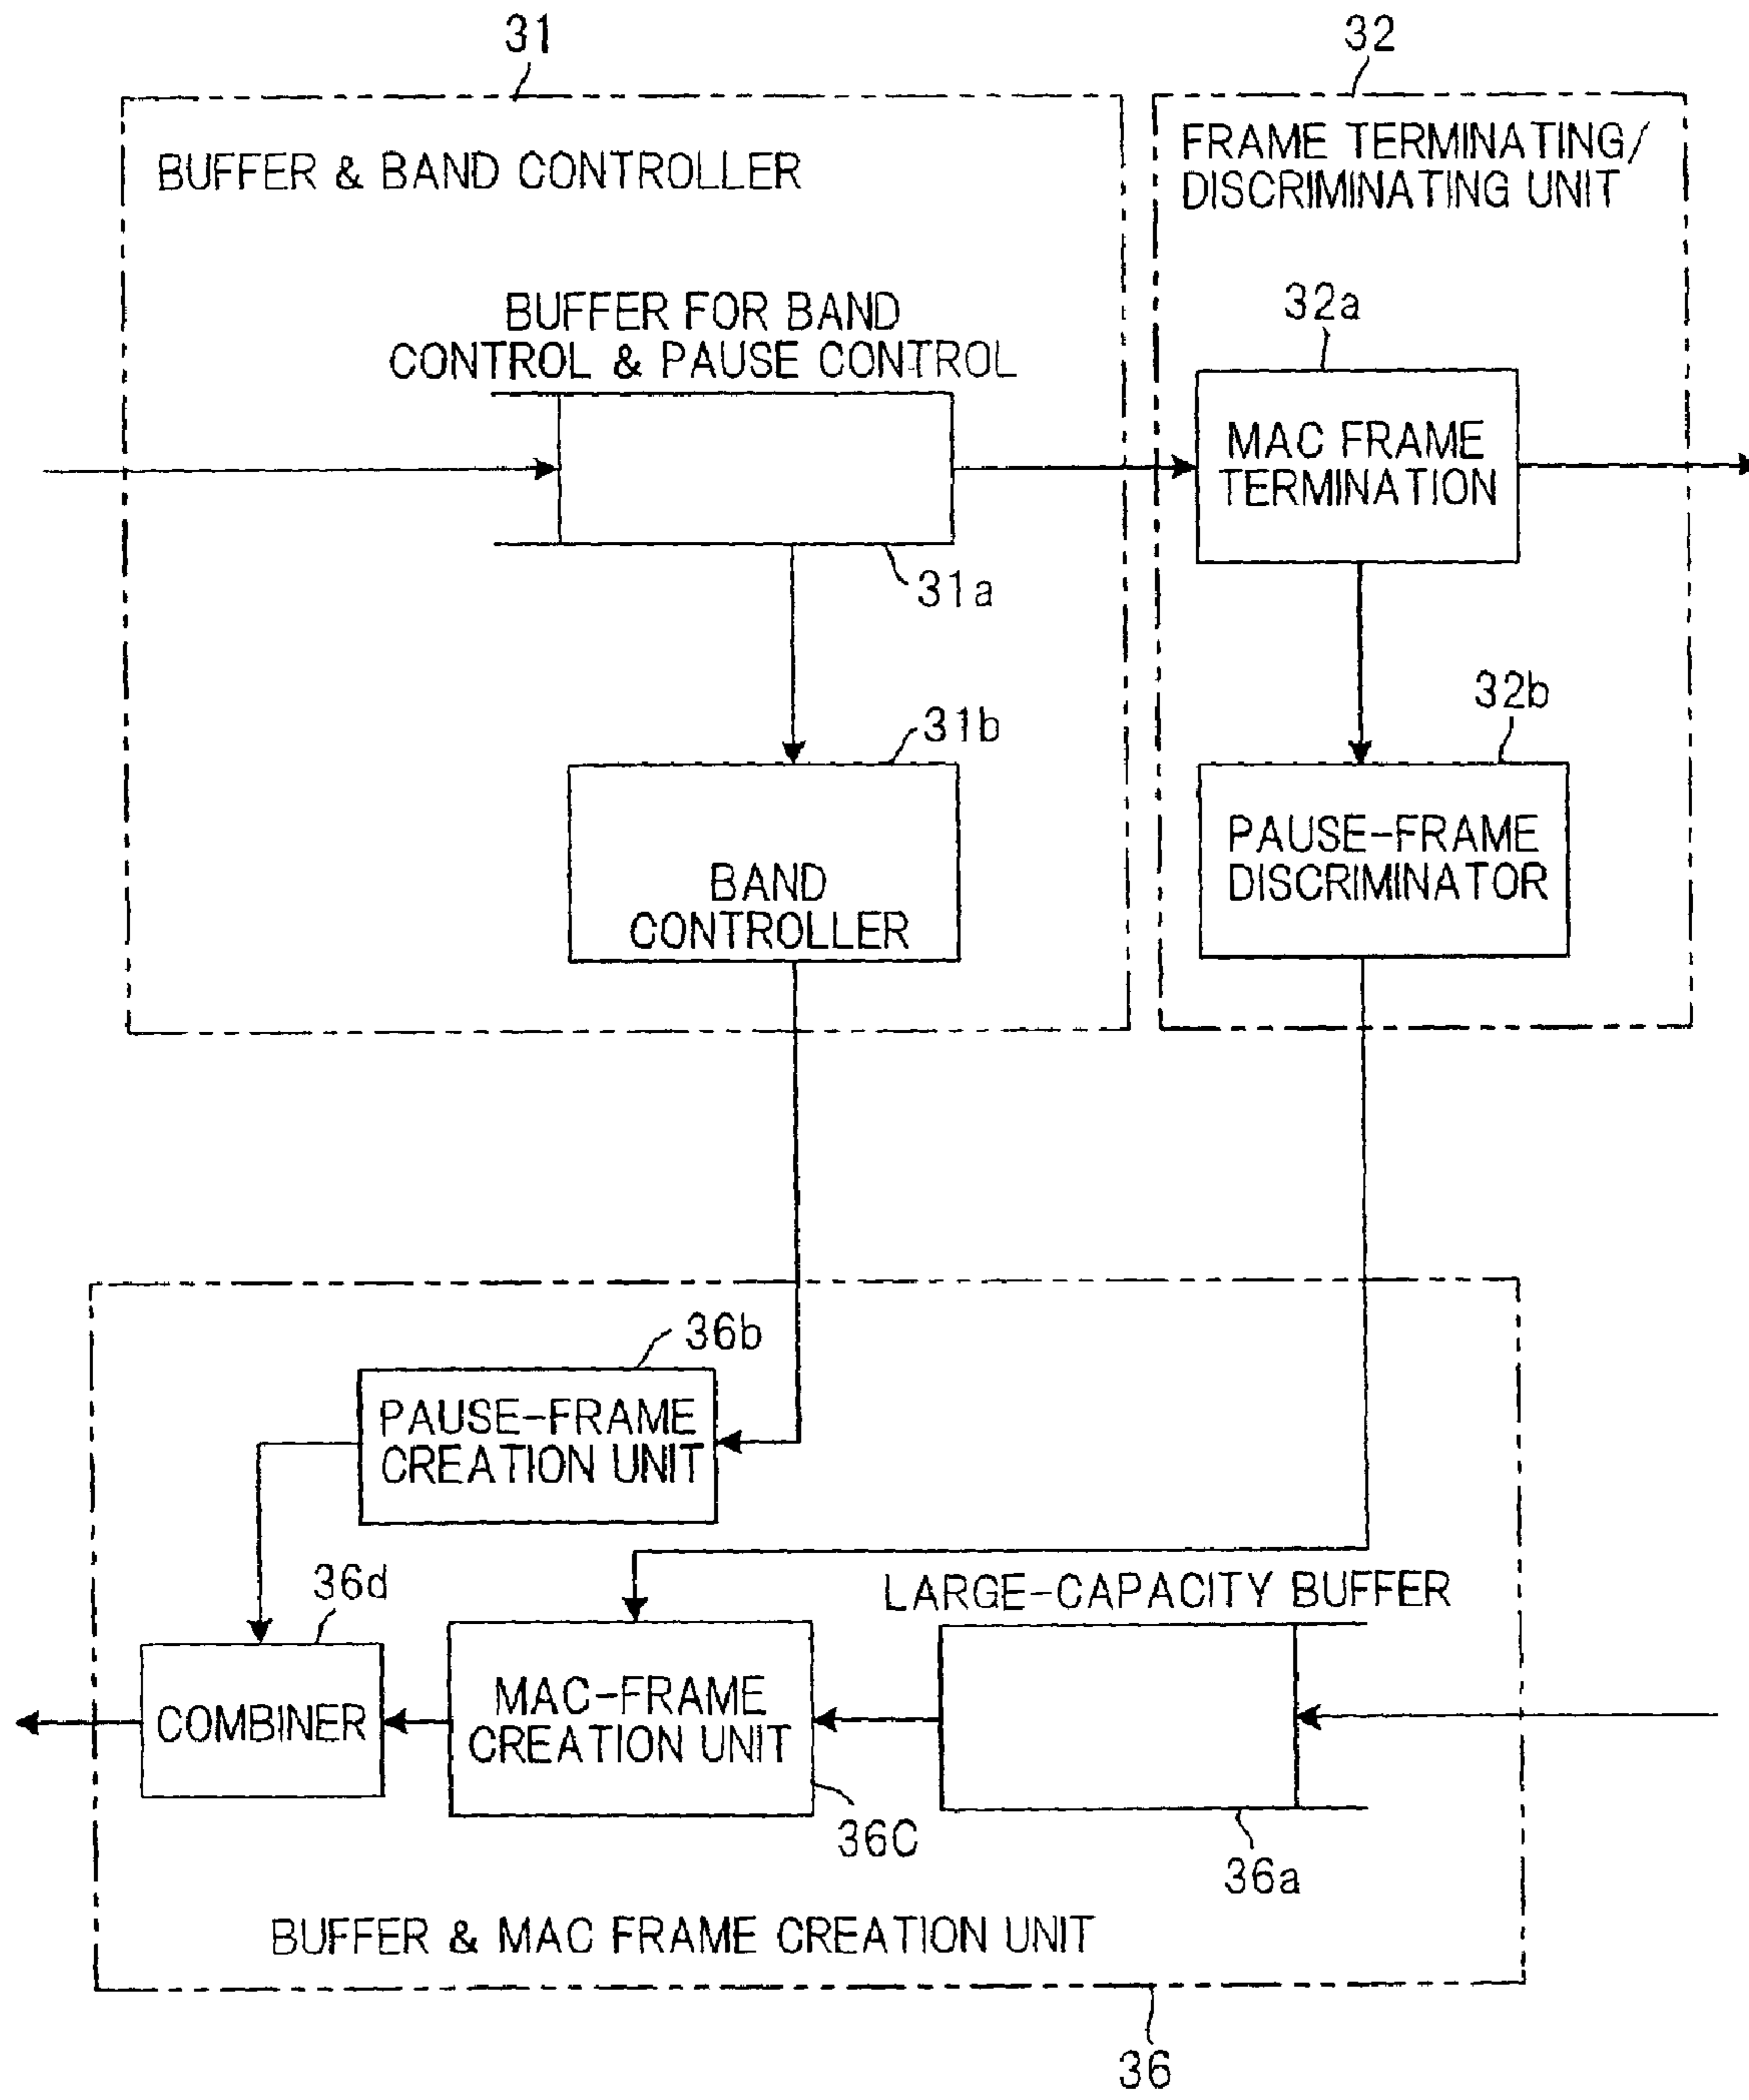 31
32
BUFFER & BAND CONTROLLER
FRAME TERMINATING/
DISCRIMINATING UNIT
BUFFER FOR BAND
CONTROL & PAUSE CONTROL
32a
MAC FRAME
TERMINATION
31a
31b
32b
BAND
CONTROLLER
PAUSE-FRAME
DISCRIMINATOR
36b
PAUSE-FRAME
CREATION UNIT
36d
LARGE-CAPACITY BUFFER
COMBINER
MAC-FRAME
CREATION UNIT
36C
36a
BUFFER & MAC FRAME CREATION UNIT
36